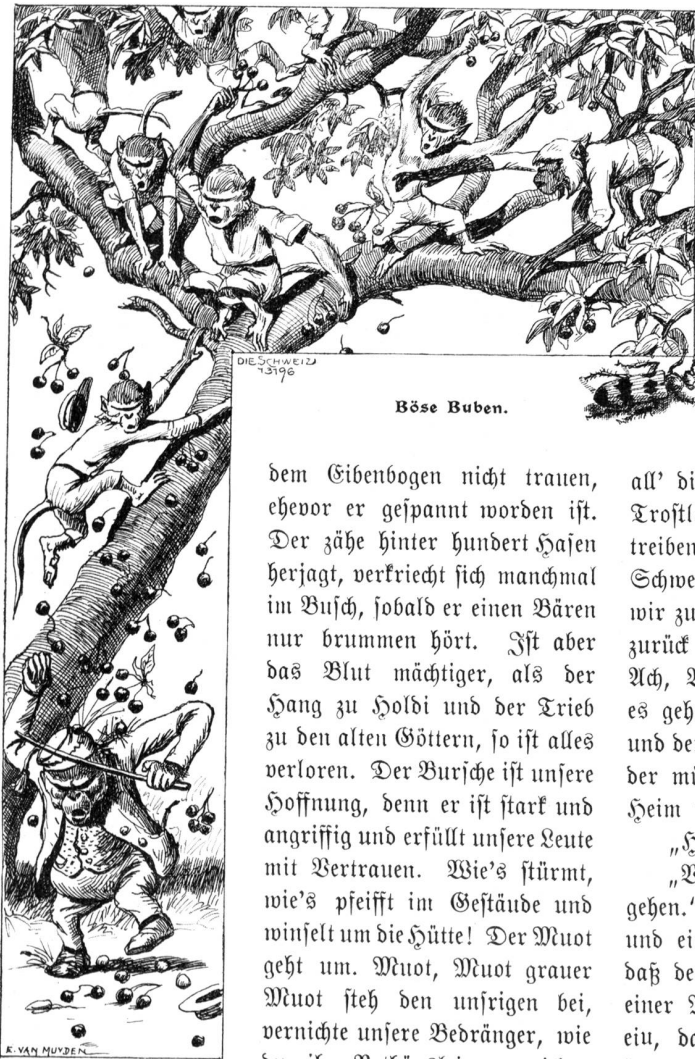 DIE SCHWEIZ
13196
Böse Buben.
dem Eibenbogen nicht trauen,
ehevor er gespannt worden ist.
Der zähe hinter hundert Hasen
herjagt, verkriecht sich manchmal
im Busch, sobald er einen Bären
nur brummen hört. Ist aber
das Blut mächtiger, als der
Hang zu Holdi und der Trieb
zu den alten Göttern, so ist alles
verloren. Der Bursche ist unsere
Hoffnung, denn er ist stark und
angriffig und erfüllt unsere Leute
mit Vertrauen. Wie's stürmt,
wie's pfeifft im Gestäude und
winselt um die Hütte! Der Muot
geht um. Muot, Muot grauer
Muot steh den unsrigen bei,
vernichte unsere Bedränger, wie
all' di
Trostl
treiben
Schwe
wir zu
zurück
Ach,
es geh
und de
der mi
Heim
gehen."
und ei
daß de
einer
eiu, do
E. VAN MUYDEN